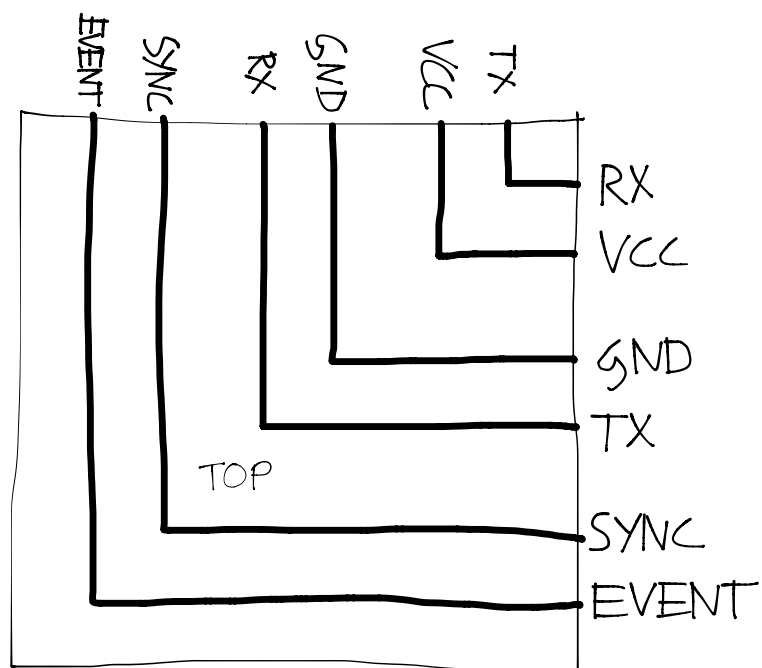 EVENT
SYNC
RX
GND
VCC
TX
RX
VCC
GND
TX
TOP
SYNC
EVENT